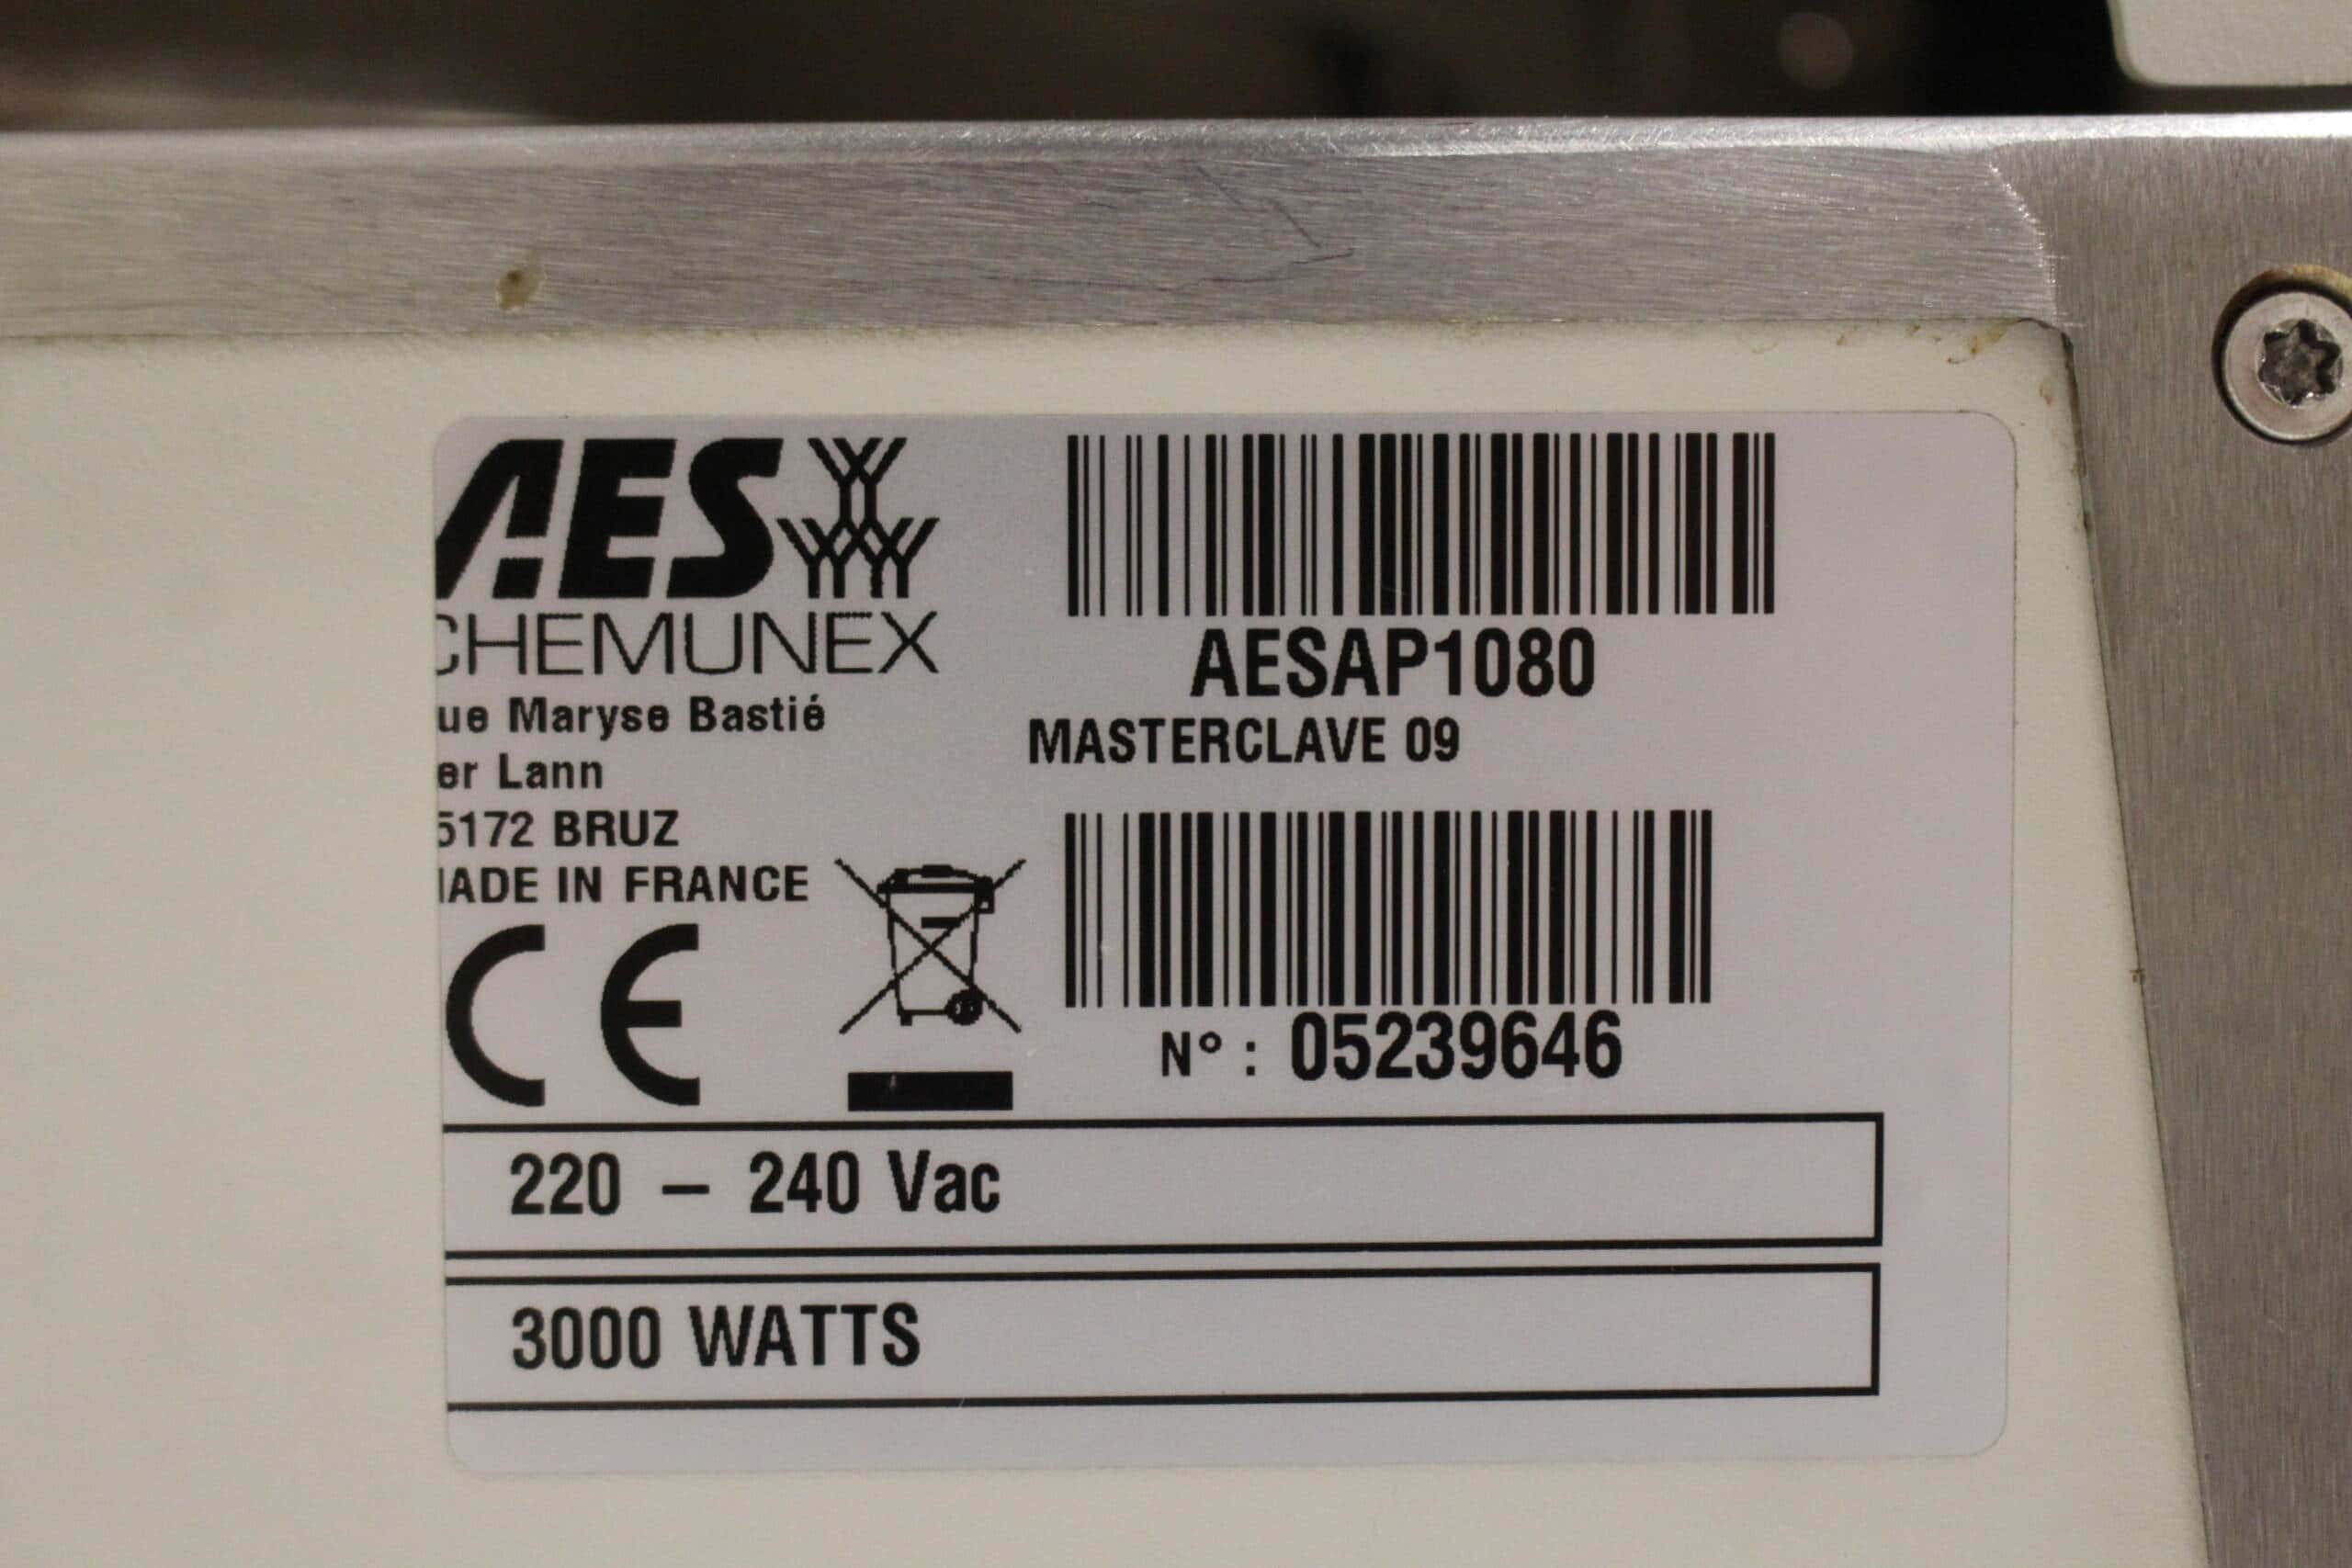 AES
CHEMUNEX
ue Maryse Bastié
er Lann
5172 BRUZ
MADE IN FRANCE
CE
AESAP1080
MASTERCLAVE 09
N° : 05239646
220 – 240 Vac
3000 WATTS